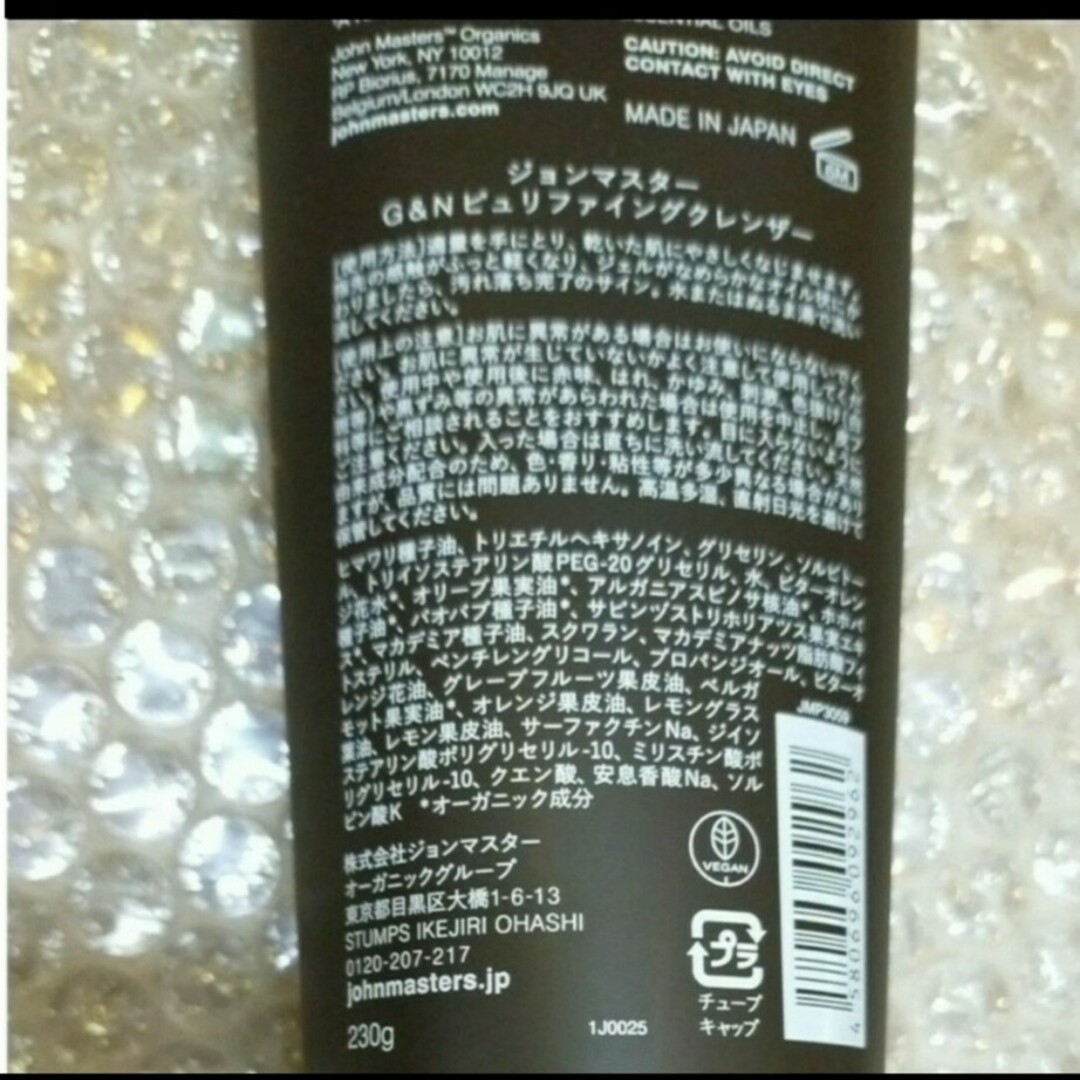 ESSENTIAL OILS
John Masters™ Organics
New York, NY 10012
RP Biorius, 7170 Manage
Belgium/London WC2H 9JQ UK
johnmasters.com
CAUTION: AVOID DIRECT
CONTACT WITH EYES
MADE IN JAPAN
6M
ジョンマスター
G&Nピュリファイングクレンザー
[使用方法]適量を手にとり、乾いた肌にやさしくなじませます。
の感触がふっと軽くなり、ジェルがなめらかなオイル状に
わりましたら、汚れ落ち完了のサイン。水またはぬるま湯で洗い
流してください。
[使用上の注意]お肌に異常がある場合はお使いにならないでく
ださい。お肌に異常が生じていないかよく注意して使用してくだ
さい。使用中や使用後に赤味、はれ、かゆみ、刺激、色抜け
や黒ずみ等の異常があらわれた場合は使用を中止し、皮フ
にご相談されることをおすすめします。目に入らないように
ご注意ください。入った場合は直ちに洗い流してください。
由来成分配合のため、色・香り・粘性等が多少異なる場合があり
ますが、品質には問題ありません。高温多湿、直射日光を避けて
保管してください。
ヒマワリ種子油、トリエチルヘキサノイン、グリセリン、ソルビトー
ル、トリイソステアリン酸PEG-20グリセリル、水、ビターオレン
ジ花水*、オリーブ果実油*、アルガニアスピノサ核油*、ホホバ
種子油*、バオバブ種子油*、サピンヅストリホリアツス果実エキ
ス*、マカデミア種子油、スクワラン、マカデミアナッツ脂肪酸フィ
トステリル、ペンチレングリコール、プロパンジオール、ビターオ
レンジ花油、グレープフルーツ果皮油、ベルガ
モット果実油*、オレンジ果皮油、レモングラス
葉油、レモン果皮油、サーファクチンNa、ジイソ
ステアリン酸ポリグリセリル-10、ミリスチン酸ポ
リグリセリル-10、クエン酸、安息香酸Na、ソル
ビン酸K *オーガニック成分
JMP3059
株式会社ジョンマスター
オーガニックグループ
東京都目黒区大橋1-6-13
STUMPS IKEJIRI OHASHI
0120-207-217
johnmasters.jp
230g
1J0025
VEGAN
プラ
チューブ
キャップ